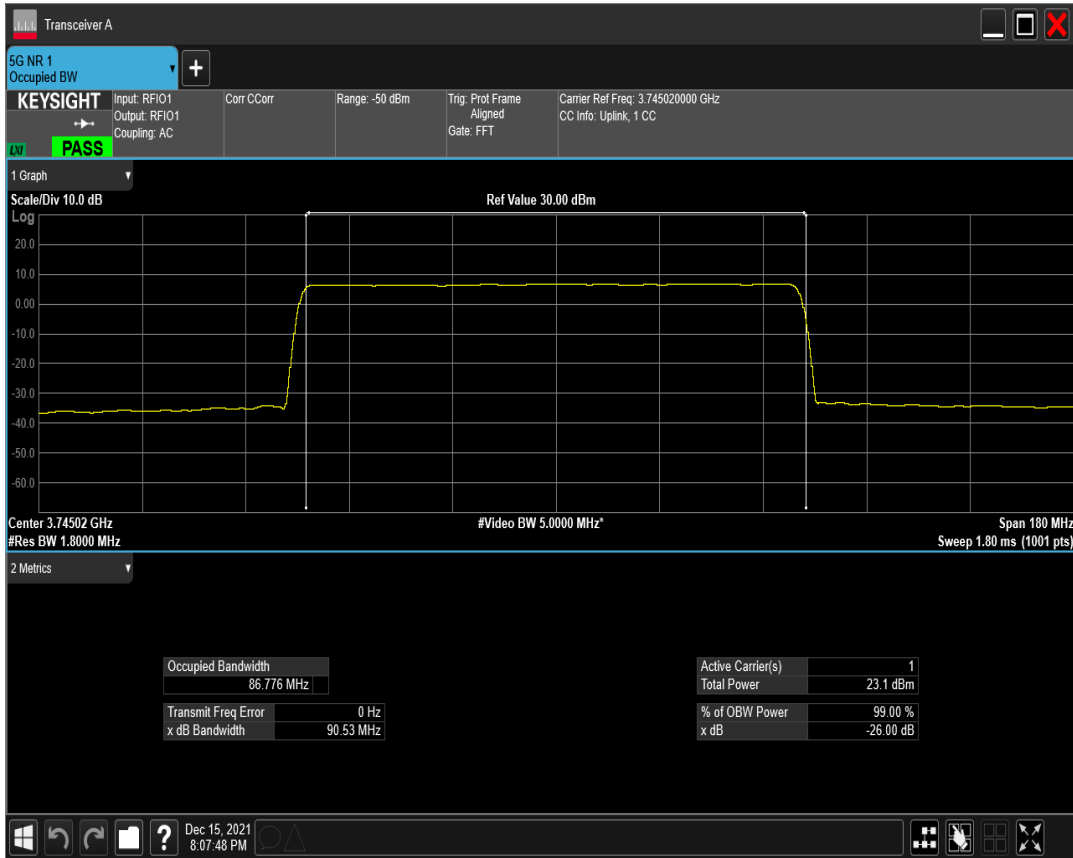 Transceiver A
5G NR 1
Occupied BW
+
KEYSIGHT
LXI
PASS
Input: RFIO1
Output: RFIO1
Coupling: AC
Corr CCorr
Range: -50 dBm
Trig: Prot Frame
Aligned
Gate: FFT
Carrier Ref Freq: 3.745020000 GHz
CC Info: Uplink, 1 CC
1 Graph
Scale/Div 10.0 dB
Ref Value 30.00 dBm
Log
20.0
10.0
0.00
-10.0
-20.0
-30.0
-40.0
-50.0
-60.0
Center 3.74502 GHz
#Video BW 5.0000 MHz*
Span 180 MHz
#Res BW 1.8000 MHz
Sweep 1.80 ms (1001 pts)
2 Metrics
Occupied Bandwidth
86.776 MHz
Transmit Freq Error 0 Hz
x dB Bandwidth 90.53 MHz
Active Carrier(s) 1
Total Power 23.1 dBm
% of OBW Power 99.00 %
x dB -26.00 dB
?
Dec 15, 2021
8:07:48 PM